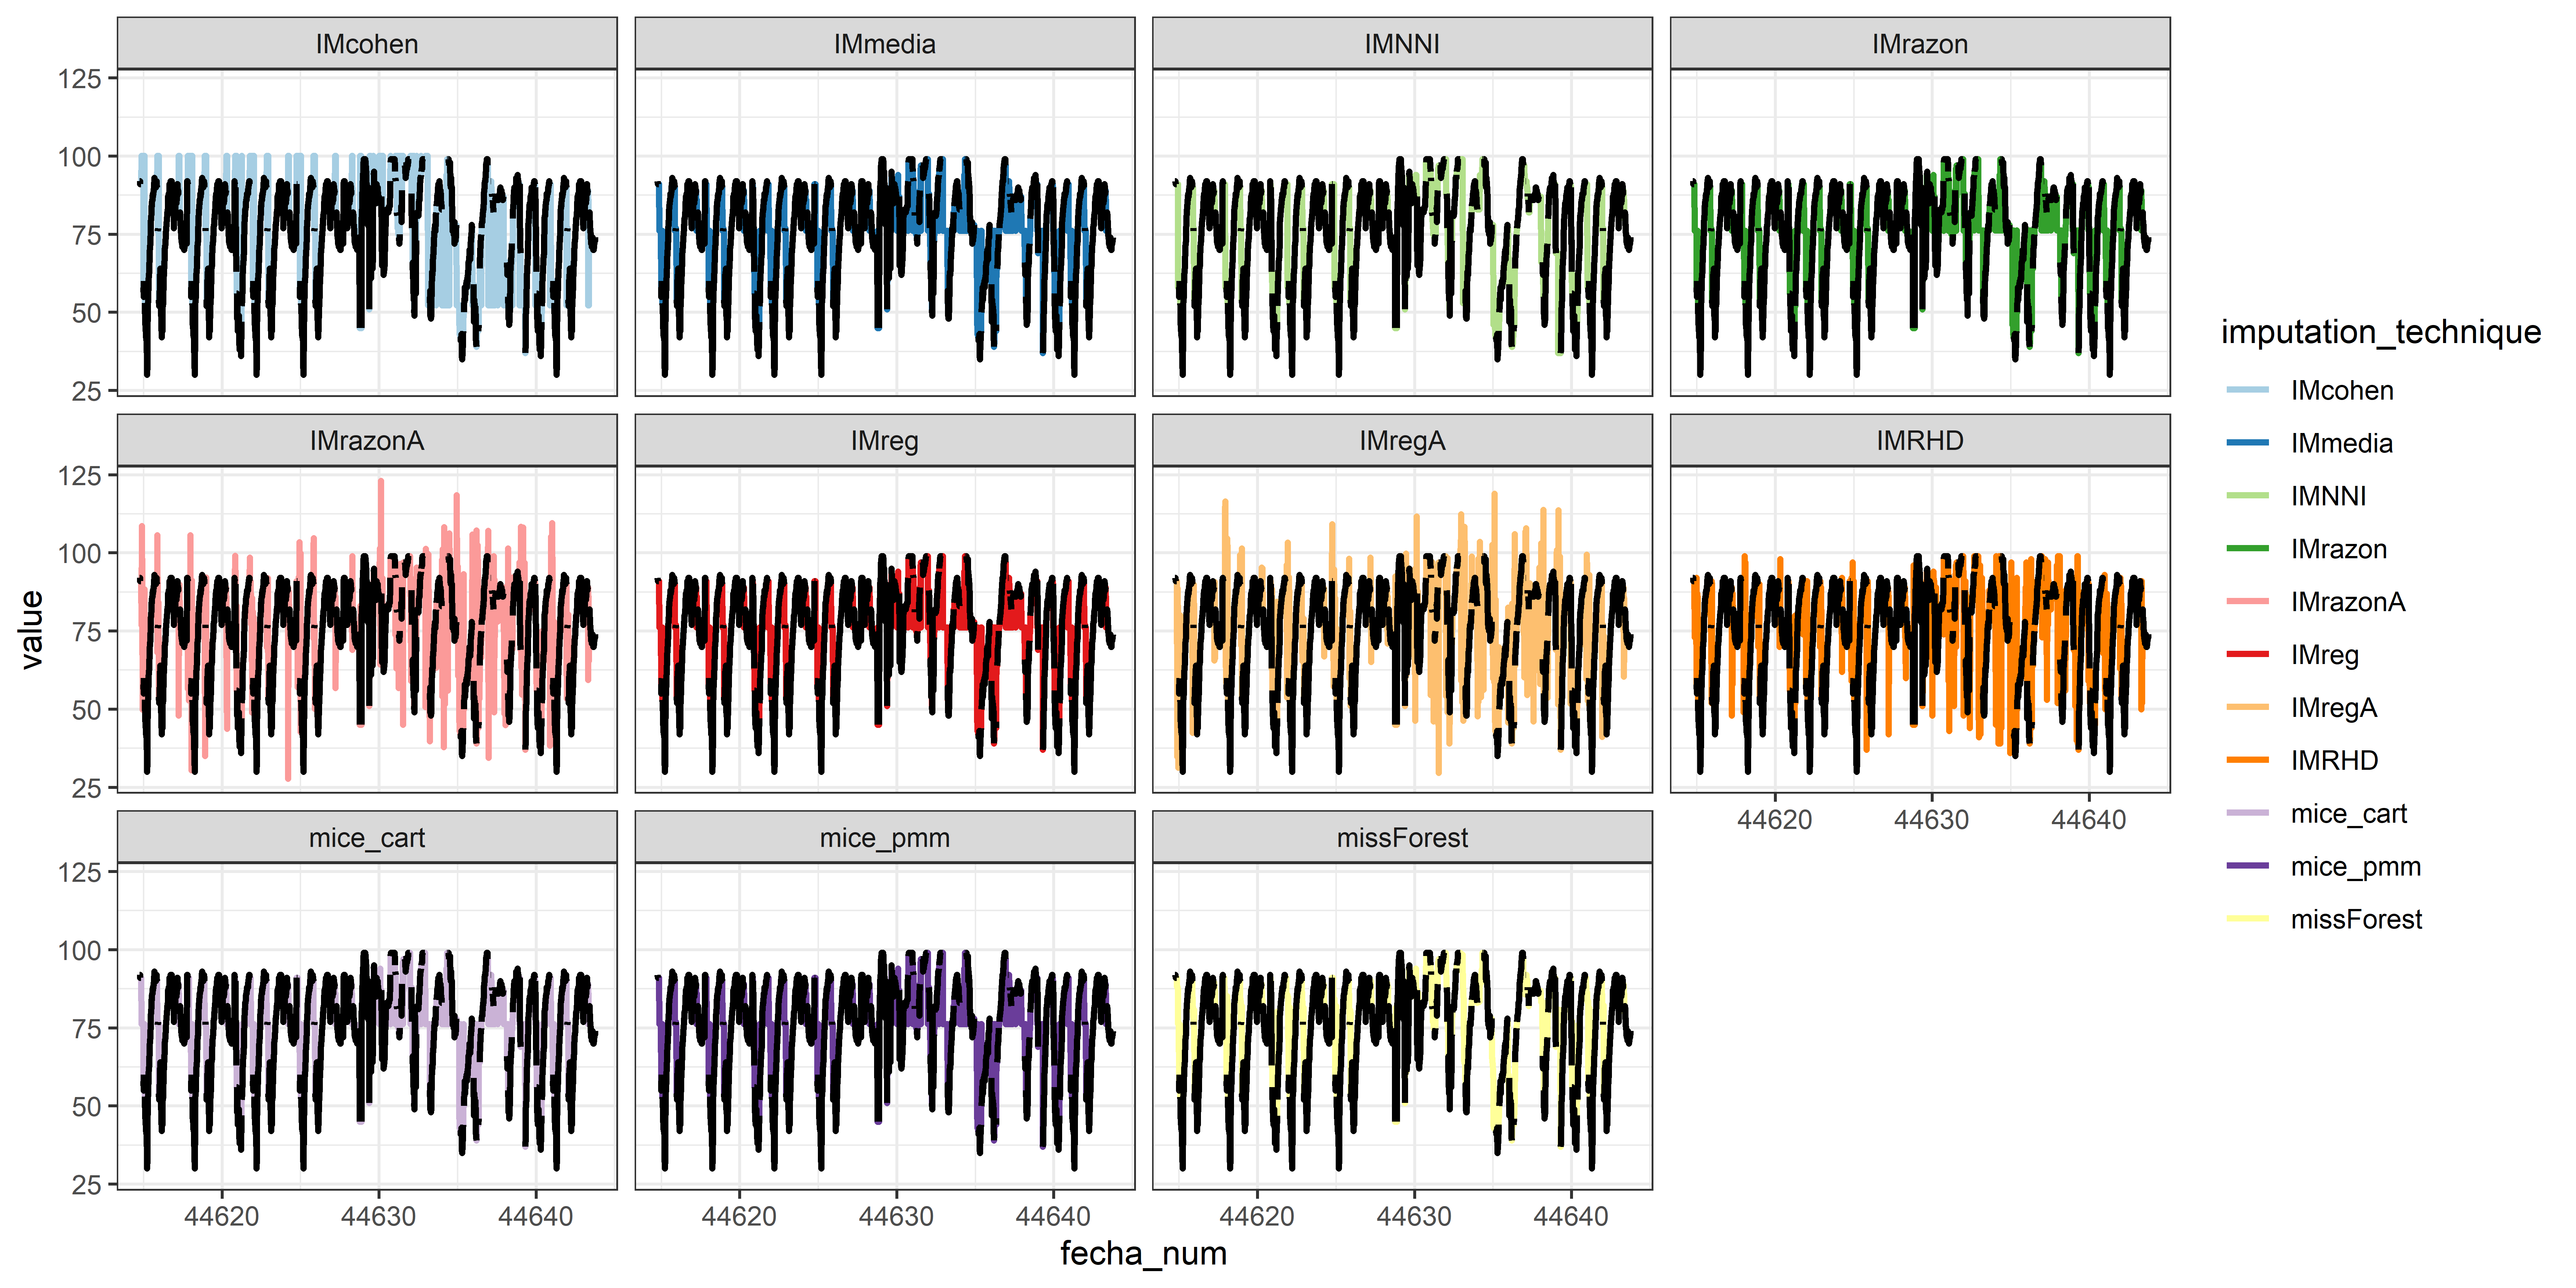 IMcohen IMmedia IMNNI IMrazon
125
100
75
50
25
IMrazonA IMreg IMregA IMRHD
125
100
75
50
25
44620 44630 44640
mice_cart mice_pmm missForest
125
100
75
50
25
44620 44630 44640 44620 44630 44640 44620 44630 44640
fecha_num
value
imputation_technique
IMcohen
IMmedia
IMNNI
IMrazon
IMrazonA
IMreg
IMregA
IMRHD
mice_cart
mice_pmm
missForest